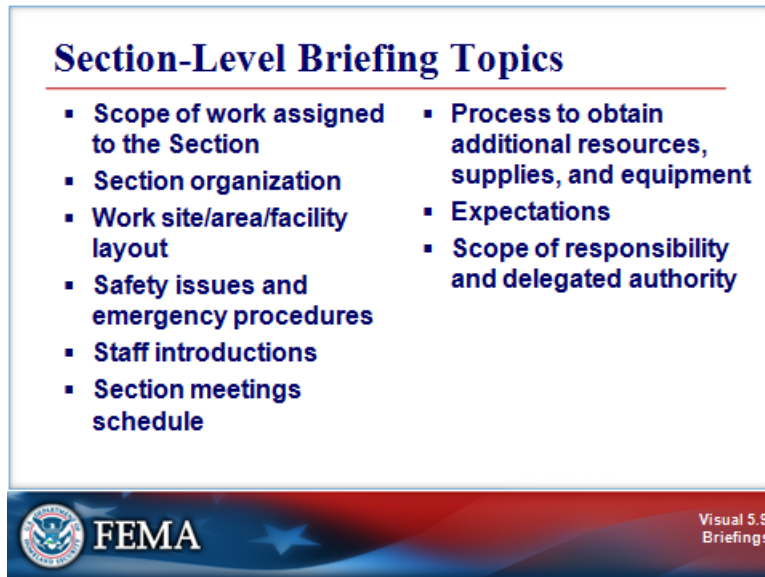 Section-Level Briefing Topics
▪ Scope of work assigned
to the Section
▪ Section organization
▪ Work site/area/facility
layout
▪ Safety issues and
emergency procedures
▪ Staff introductions
▪ Section meetings
schedule
▪ Process to obtain
additional resources,
supplies, and equipment
▪ Expectations
▪ Scope of responsibility
and delegated authority
FEMA
Visual 5.9
Briefings